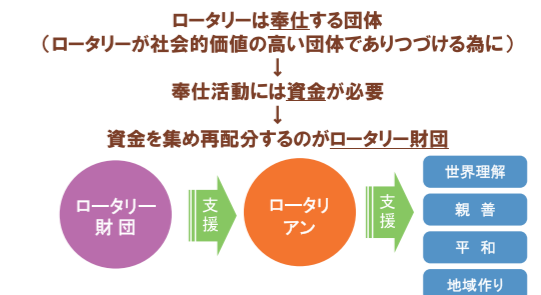 ロータリーは奉仕する団体
（ロータリーが社会的価値の高い団体でありつづける為に）
↓
奉仕活動には資金が必要
↓
資金を集め再配分するのがロータリー財団
ロータリー
財団
支援
ロータリ
アン
支援
世界理解
親 善
平 和
地域作り